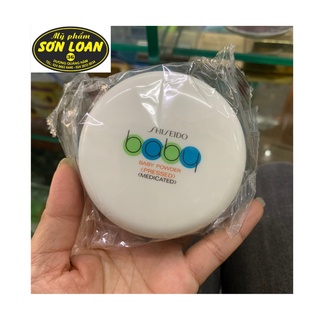 Mỹ phẩm
SƠN LOAN
SHISEIDO
baby
BABY POWDER
<PRESSED>
<MEDICATED>